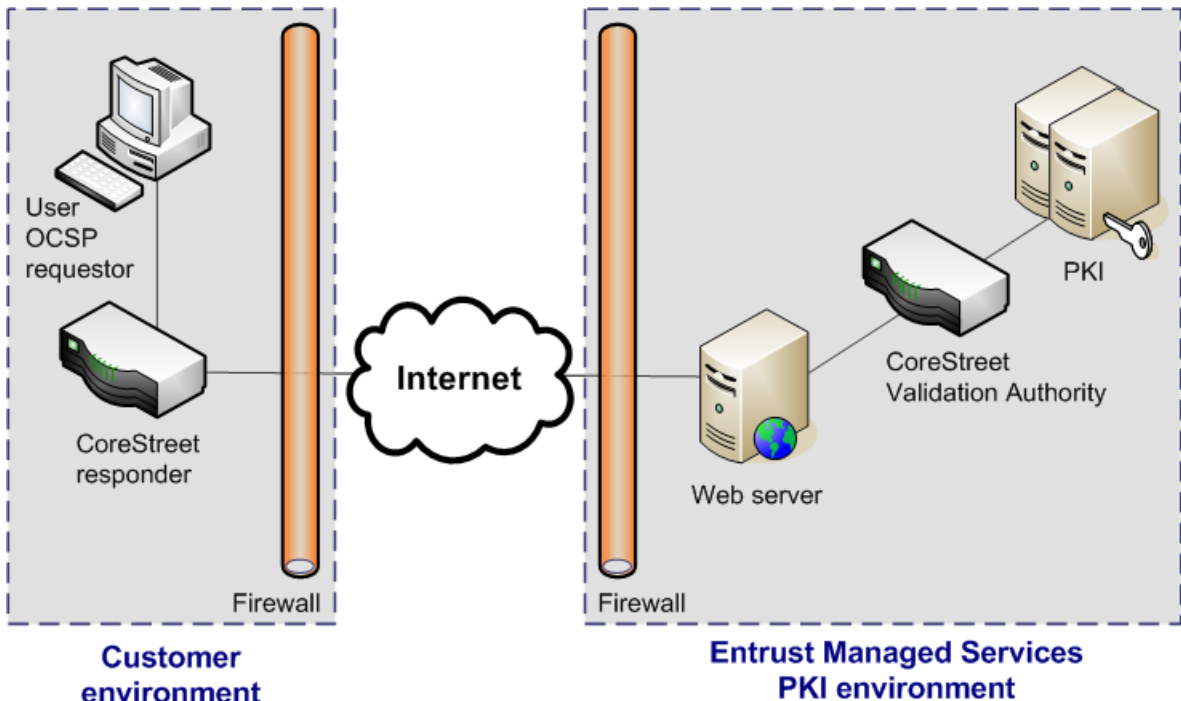 User
OCSP
requestor
CoreStreet
responder
Firewall
Customer
environment
Internet
Firewall
Web server
CoreStreet
Validation Authority
PKI
Entrust Managed Services
PKI environment